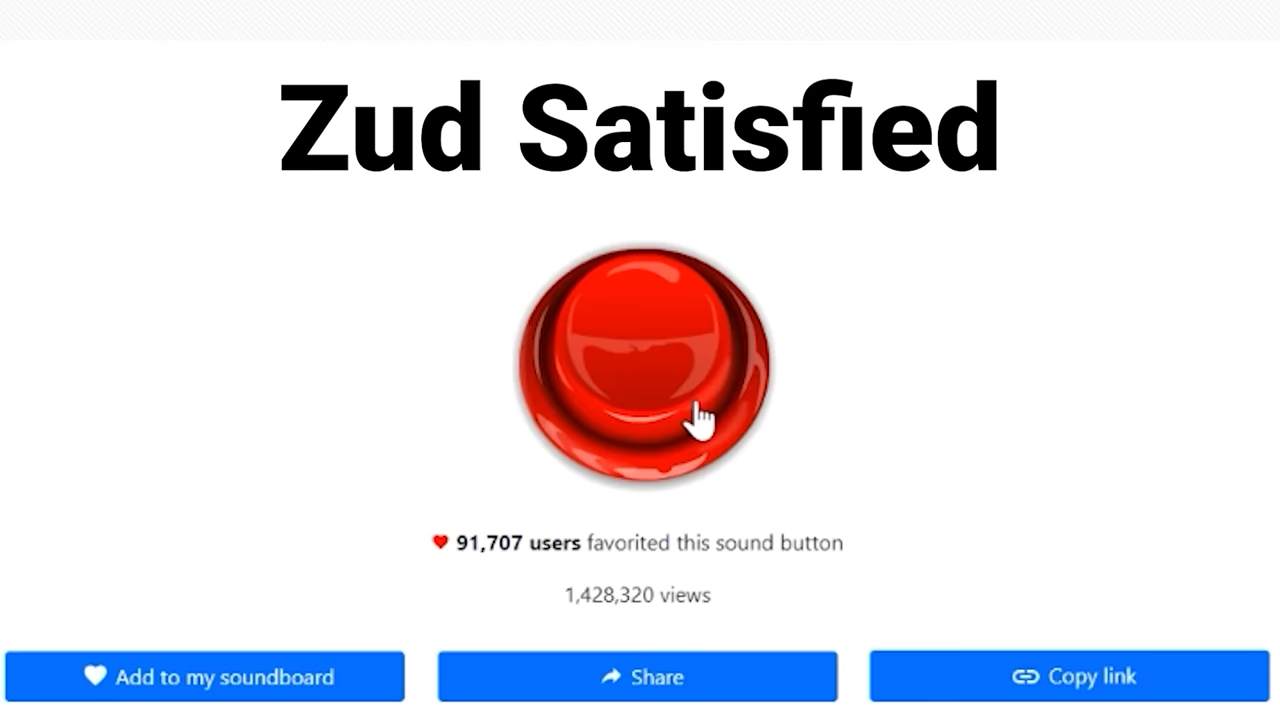 Zud Satisfied
91,707 users favorited this sound button
1,428,320 views
Add to my soundboard
Share
Copy link